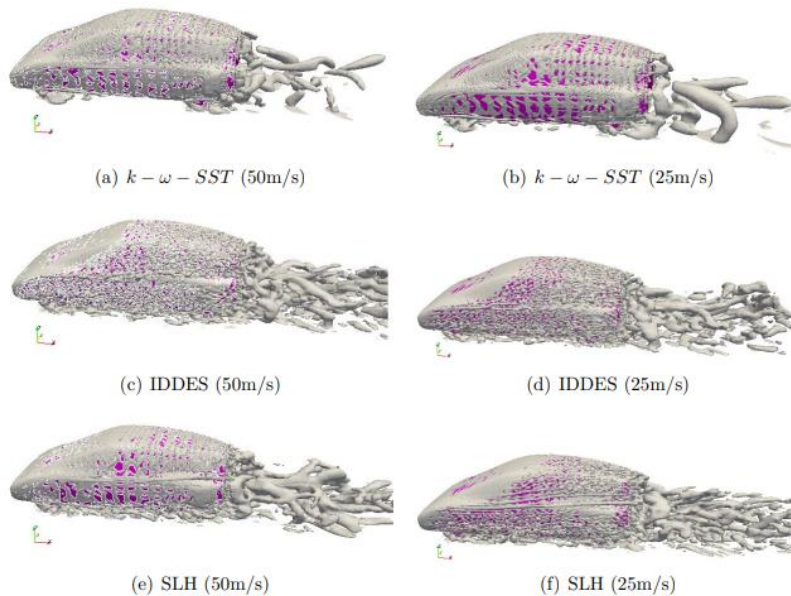 (a) k − ω − SST (50m/s)
(b) k − ω − SST (25m/s)
(c) IDDES (50m/s)
(d) IDDES (25m/s)
(e) SLH (50m/s)
(f) SLH (25m/s)